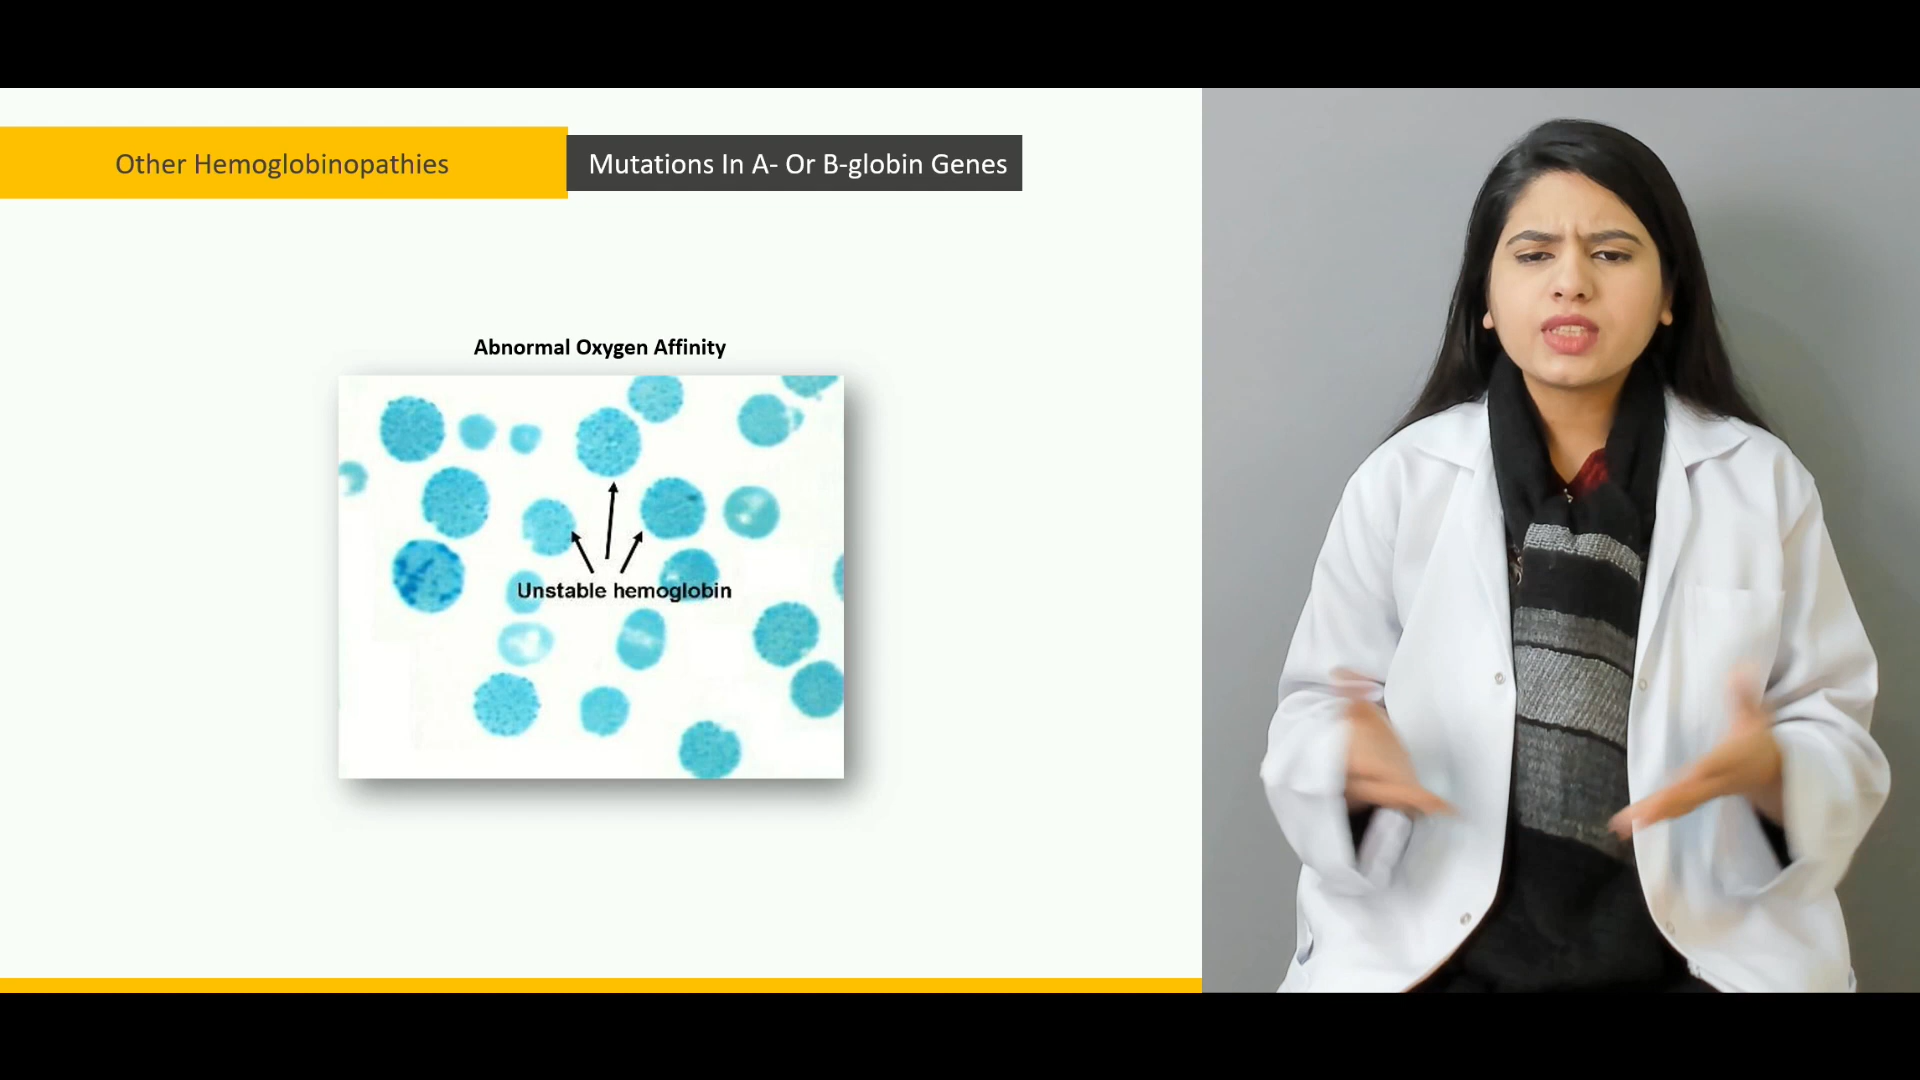 Other Hemoglobinopathies
Mutations In A- Or B-globin Genes
Abnormal Oxygen Affinity
Unstable hemoglobin